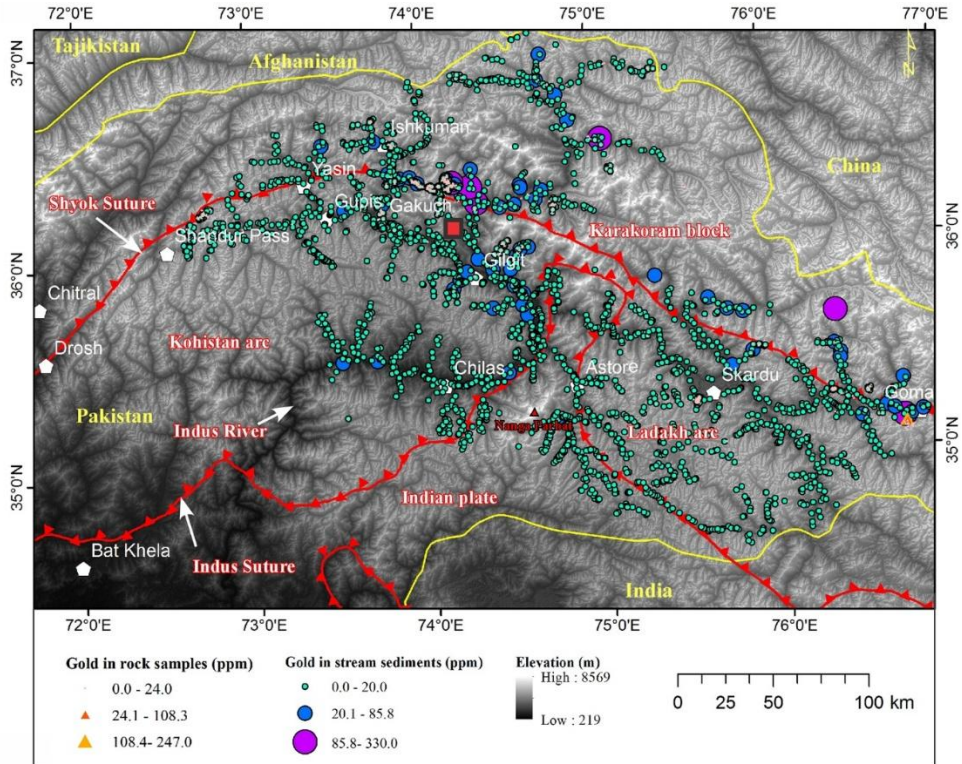 72°0'E 73°0'E 74°0'E 75°0'E 76°0'E 77°0'E
Tajikistan
37°0'N
Afghanistan
N
Ishkuman
China
Yasin
Shyok Suture
Gupis
Gakuch
36°0'N
Karakoram block
Shandur Pass
Gilgit
36°0'N
Chitral
Kohistan arc
Drosh
Chilas
Astore
Skardu
Goma
Pakistan
Indus River
Ladakh arc
35°0'N
35°0'N
Indian plate
Bat Khela
Indus Suture
India
72°0'E 73°0'E 74°0'E 75°0'E 76°0'E
Gold in rock samples (ppm)
0.0 - 24.0
24.1 - 108.3
108.4- 247.0
Gold in stream sediments (ppm)
0.0 - 20.0
20.1 - 85.8
85.8- 330.0
Elevation (m)
High : 8569
Low : 219
0 25 50 100 km